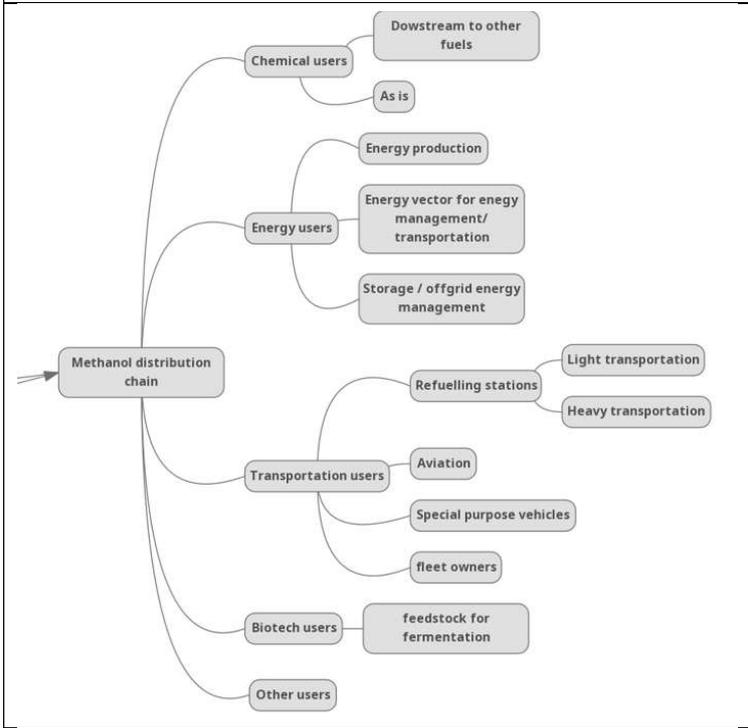 Dowstream to other
fuels
Chemical users
As is
Energy production
Energy vector for enegy
management/
transportation
Energy users
Storage / offgrid energy
management
Methanol distribution
chain
Light transportation
Refuelling stations
Heavy transportation
Aviation
Transportation users
Special purpose vehicles
fleet owners
feedstock for
fermentation
Biotech users
Other users